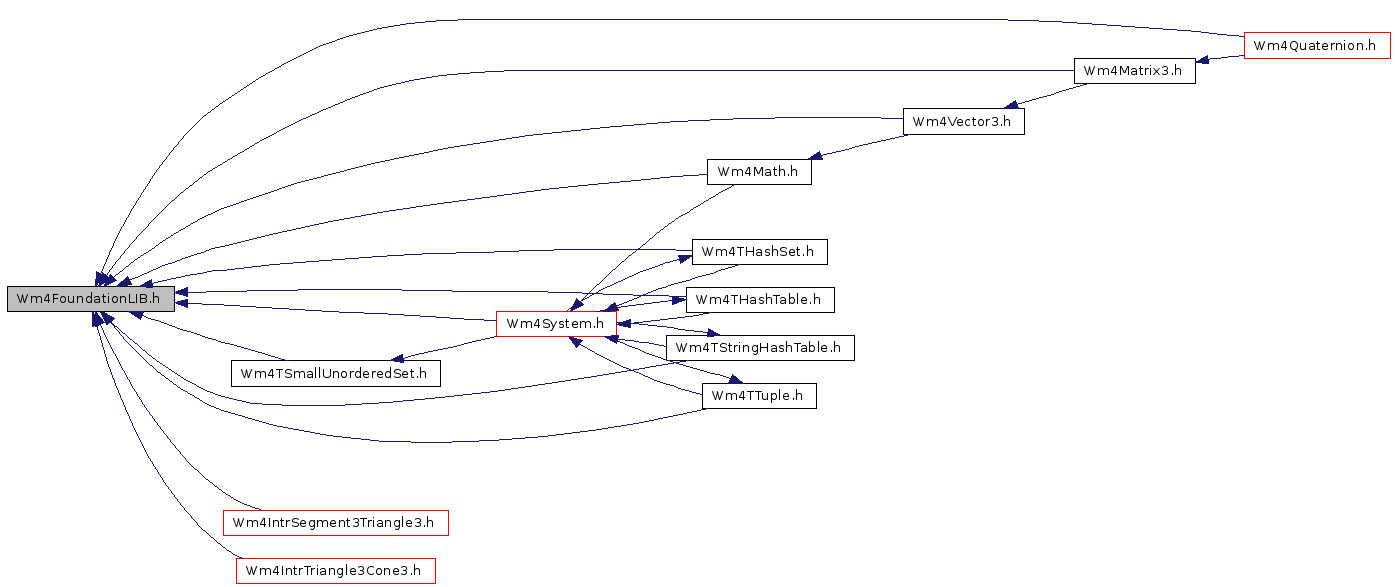 Wm4Quaternion.h
Wm4Matrix3.h
Wm4Vector3.h
Wm4Math.h
Wm4THashSet.h
Wm4FoundationLIB.h
Wm4THashTable.h
Wm4System.h
Wm4TStringHashTable.h
Wm4TSmallUnorderedSet.h
Wm4TTuple.h
Wm4IntrSegment3Triangle3.h
Wm4IntrTriangle3Cone3.h